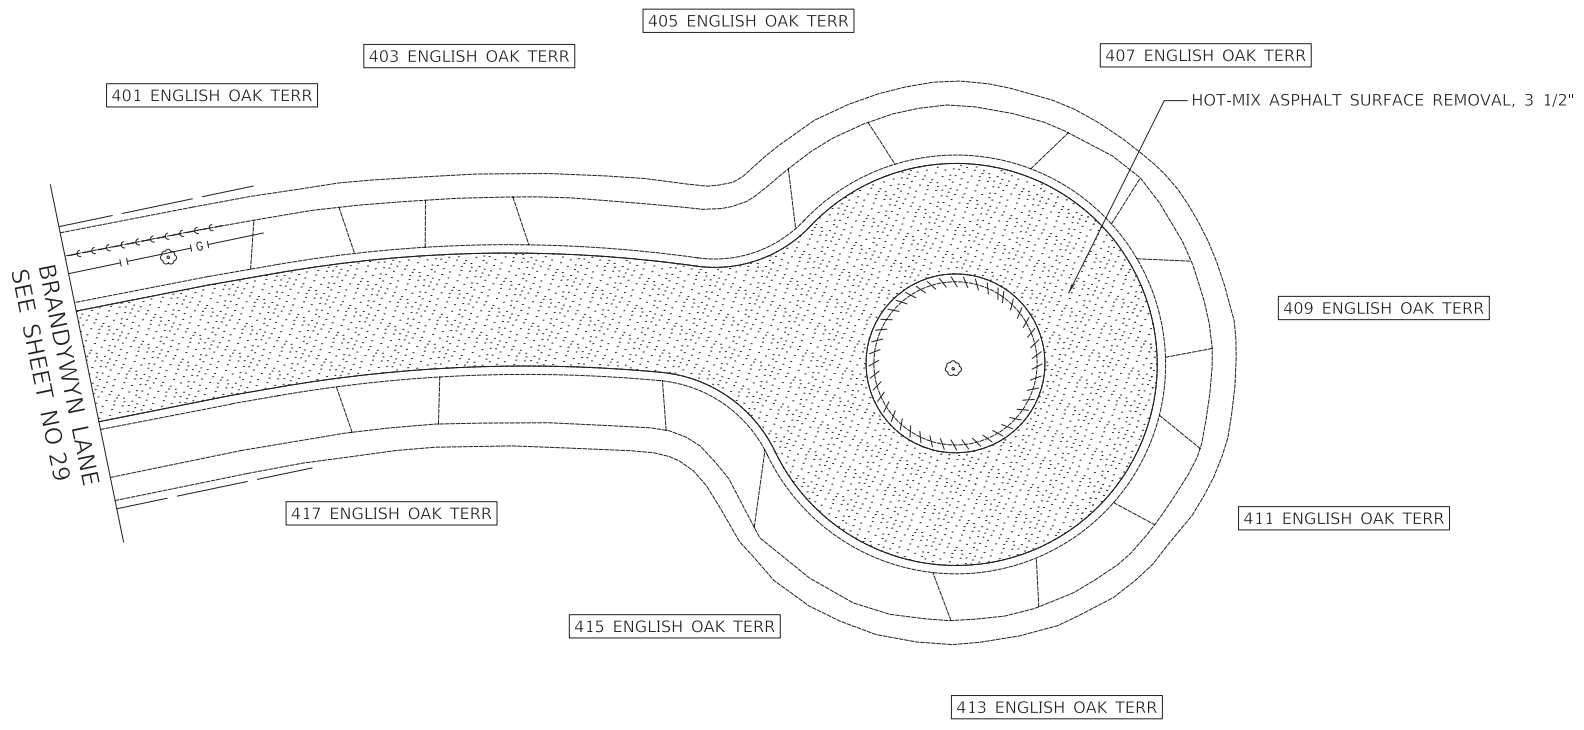 405 ENGLISH OAK TERR
403 ENGLISH OAK TERR
407 ENGLISH OAK TERR
401 ENGLISH OAK TERR
HOT-MIX ASPHALT SURFACE REMOVAL, 3 1/2"
G
BRANDYWYN LANE
SEE SHEET NO 29
409 ENGLISH OAK TERR
417 ENGLISH OAK TERR
411 ENGLISH OAK TERR
415 ENGLISH OAK TERR
413 ENGLISH OAK TERR